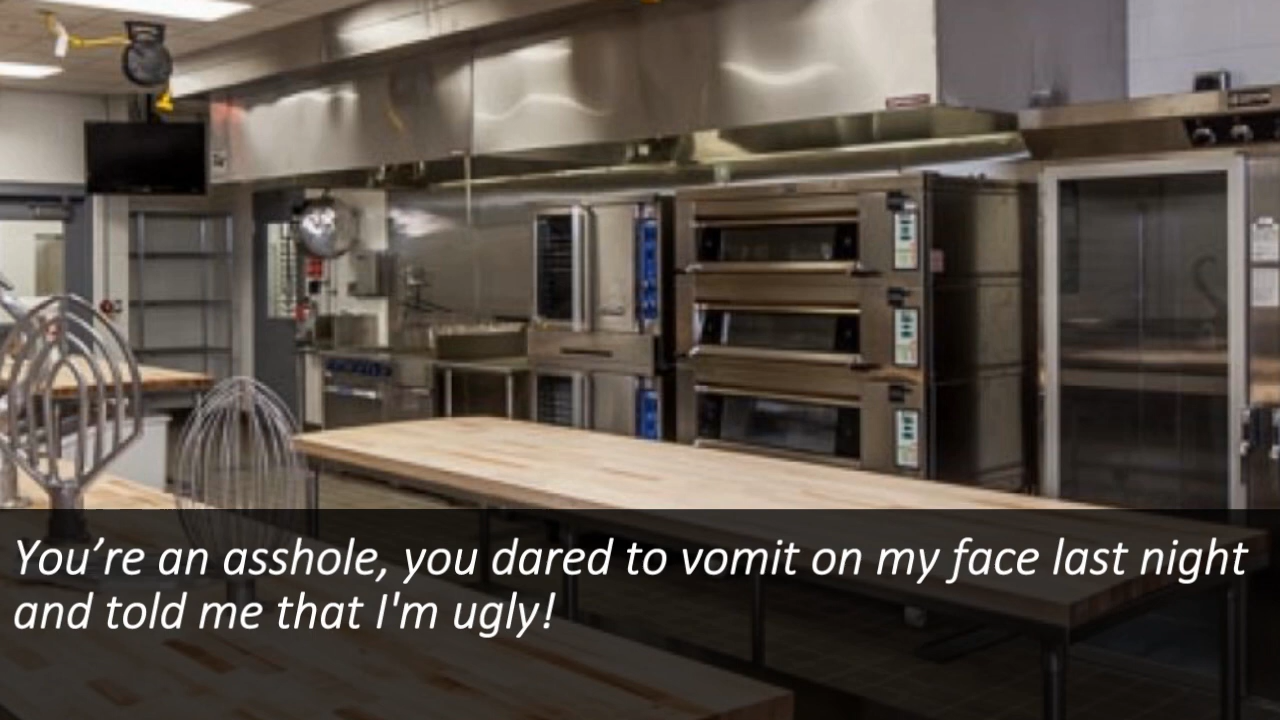 You’re an asshole, you dared to vomit on my face last night
and told me that I'm ugly!